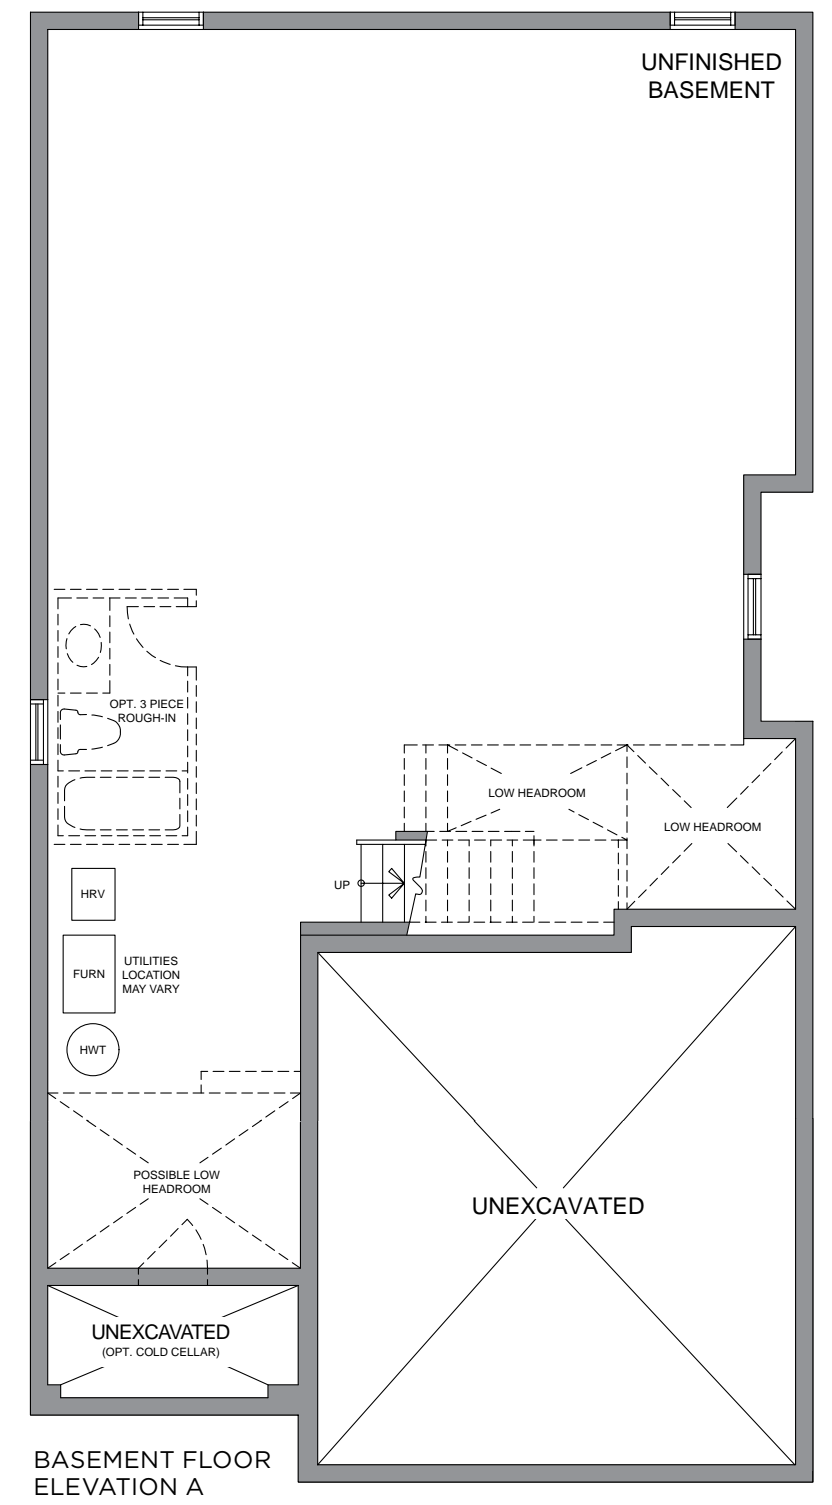 UNFINISHED
BASEMENT
OPT. 3 PIECE
ROUGH-IN
LOW HEADROOM
LOW HEADROOM
UP
HRV
FURN
UTILITIES
LOCATION
MAY VARY
HWT
POSSIBLE LOW
HEADROOM
UNEXCAVATED
UNEXCAVATED
(OPT. COLD CELLAR)
BASEMENT FLOOR
ELEVATION A